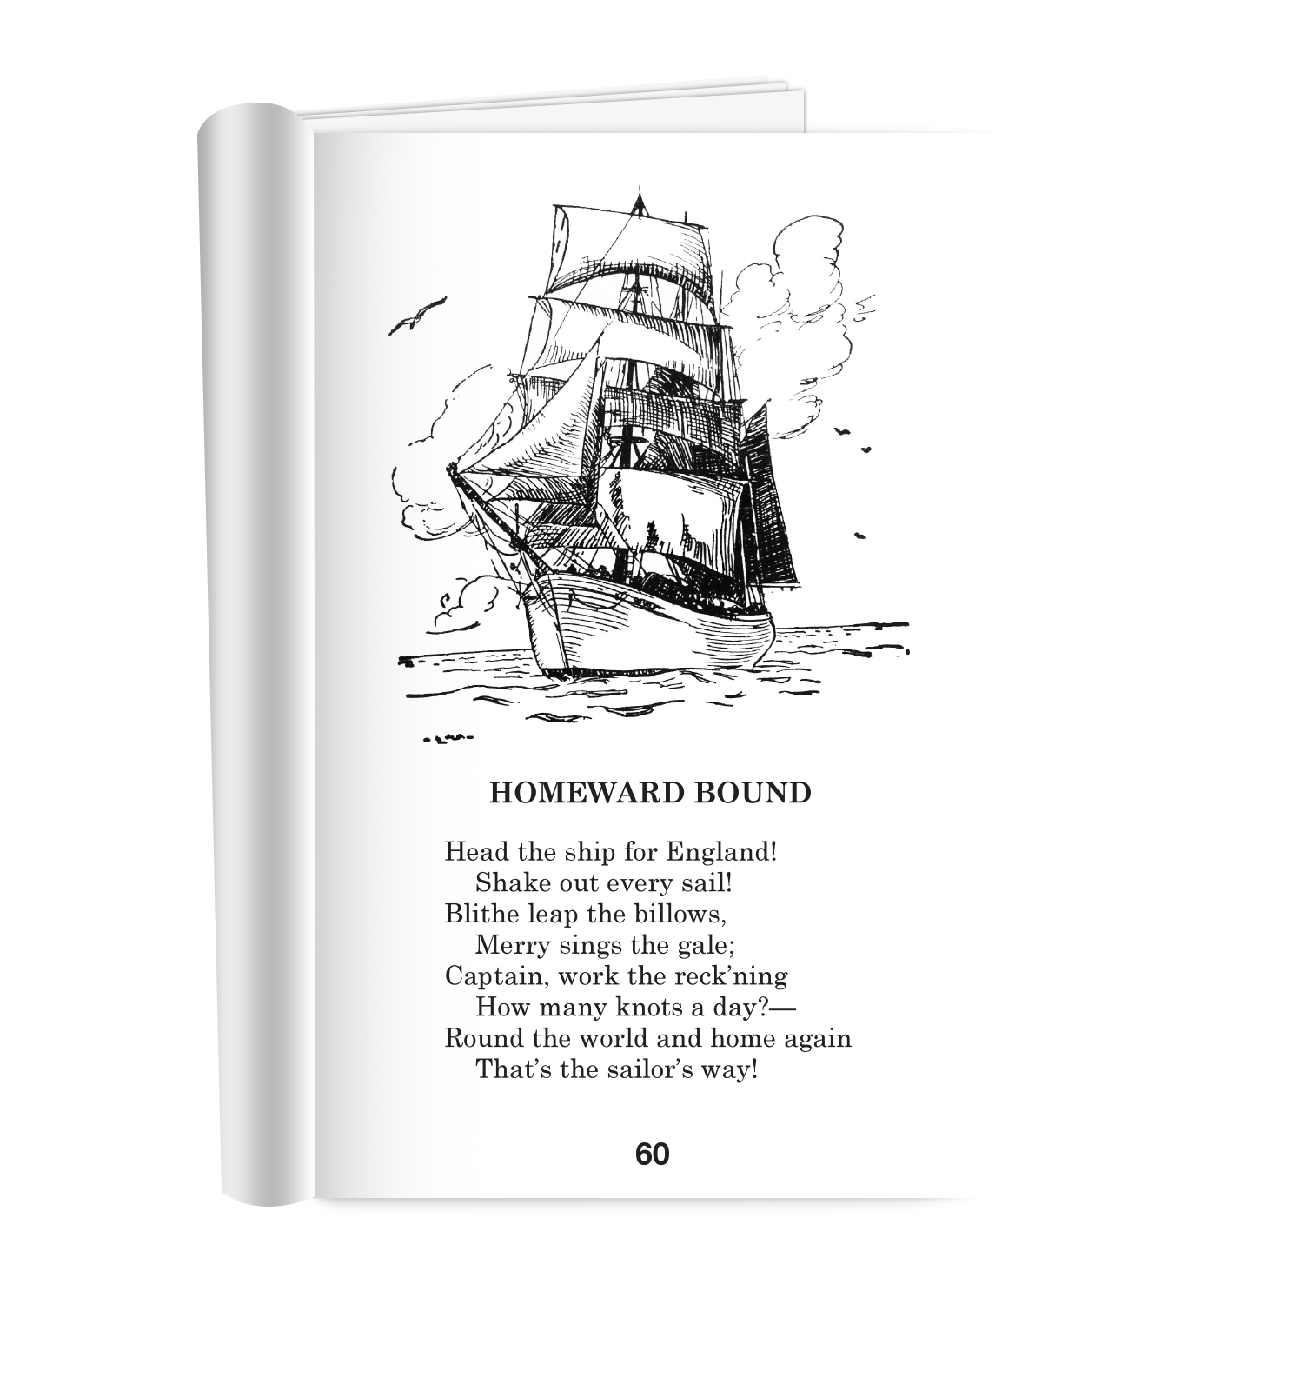 HOMEWARD BOUND
Head the ship for England!
Shake out every sail!
Blithe leap the billows,
Merry sings the gale;
Captain, work the reck’ning
How many knots a day?—
Round the world and home again
That’s the sailor’s way!
60